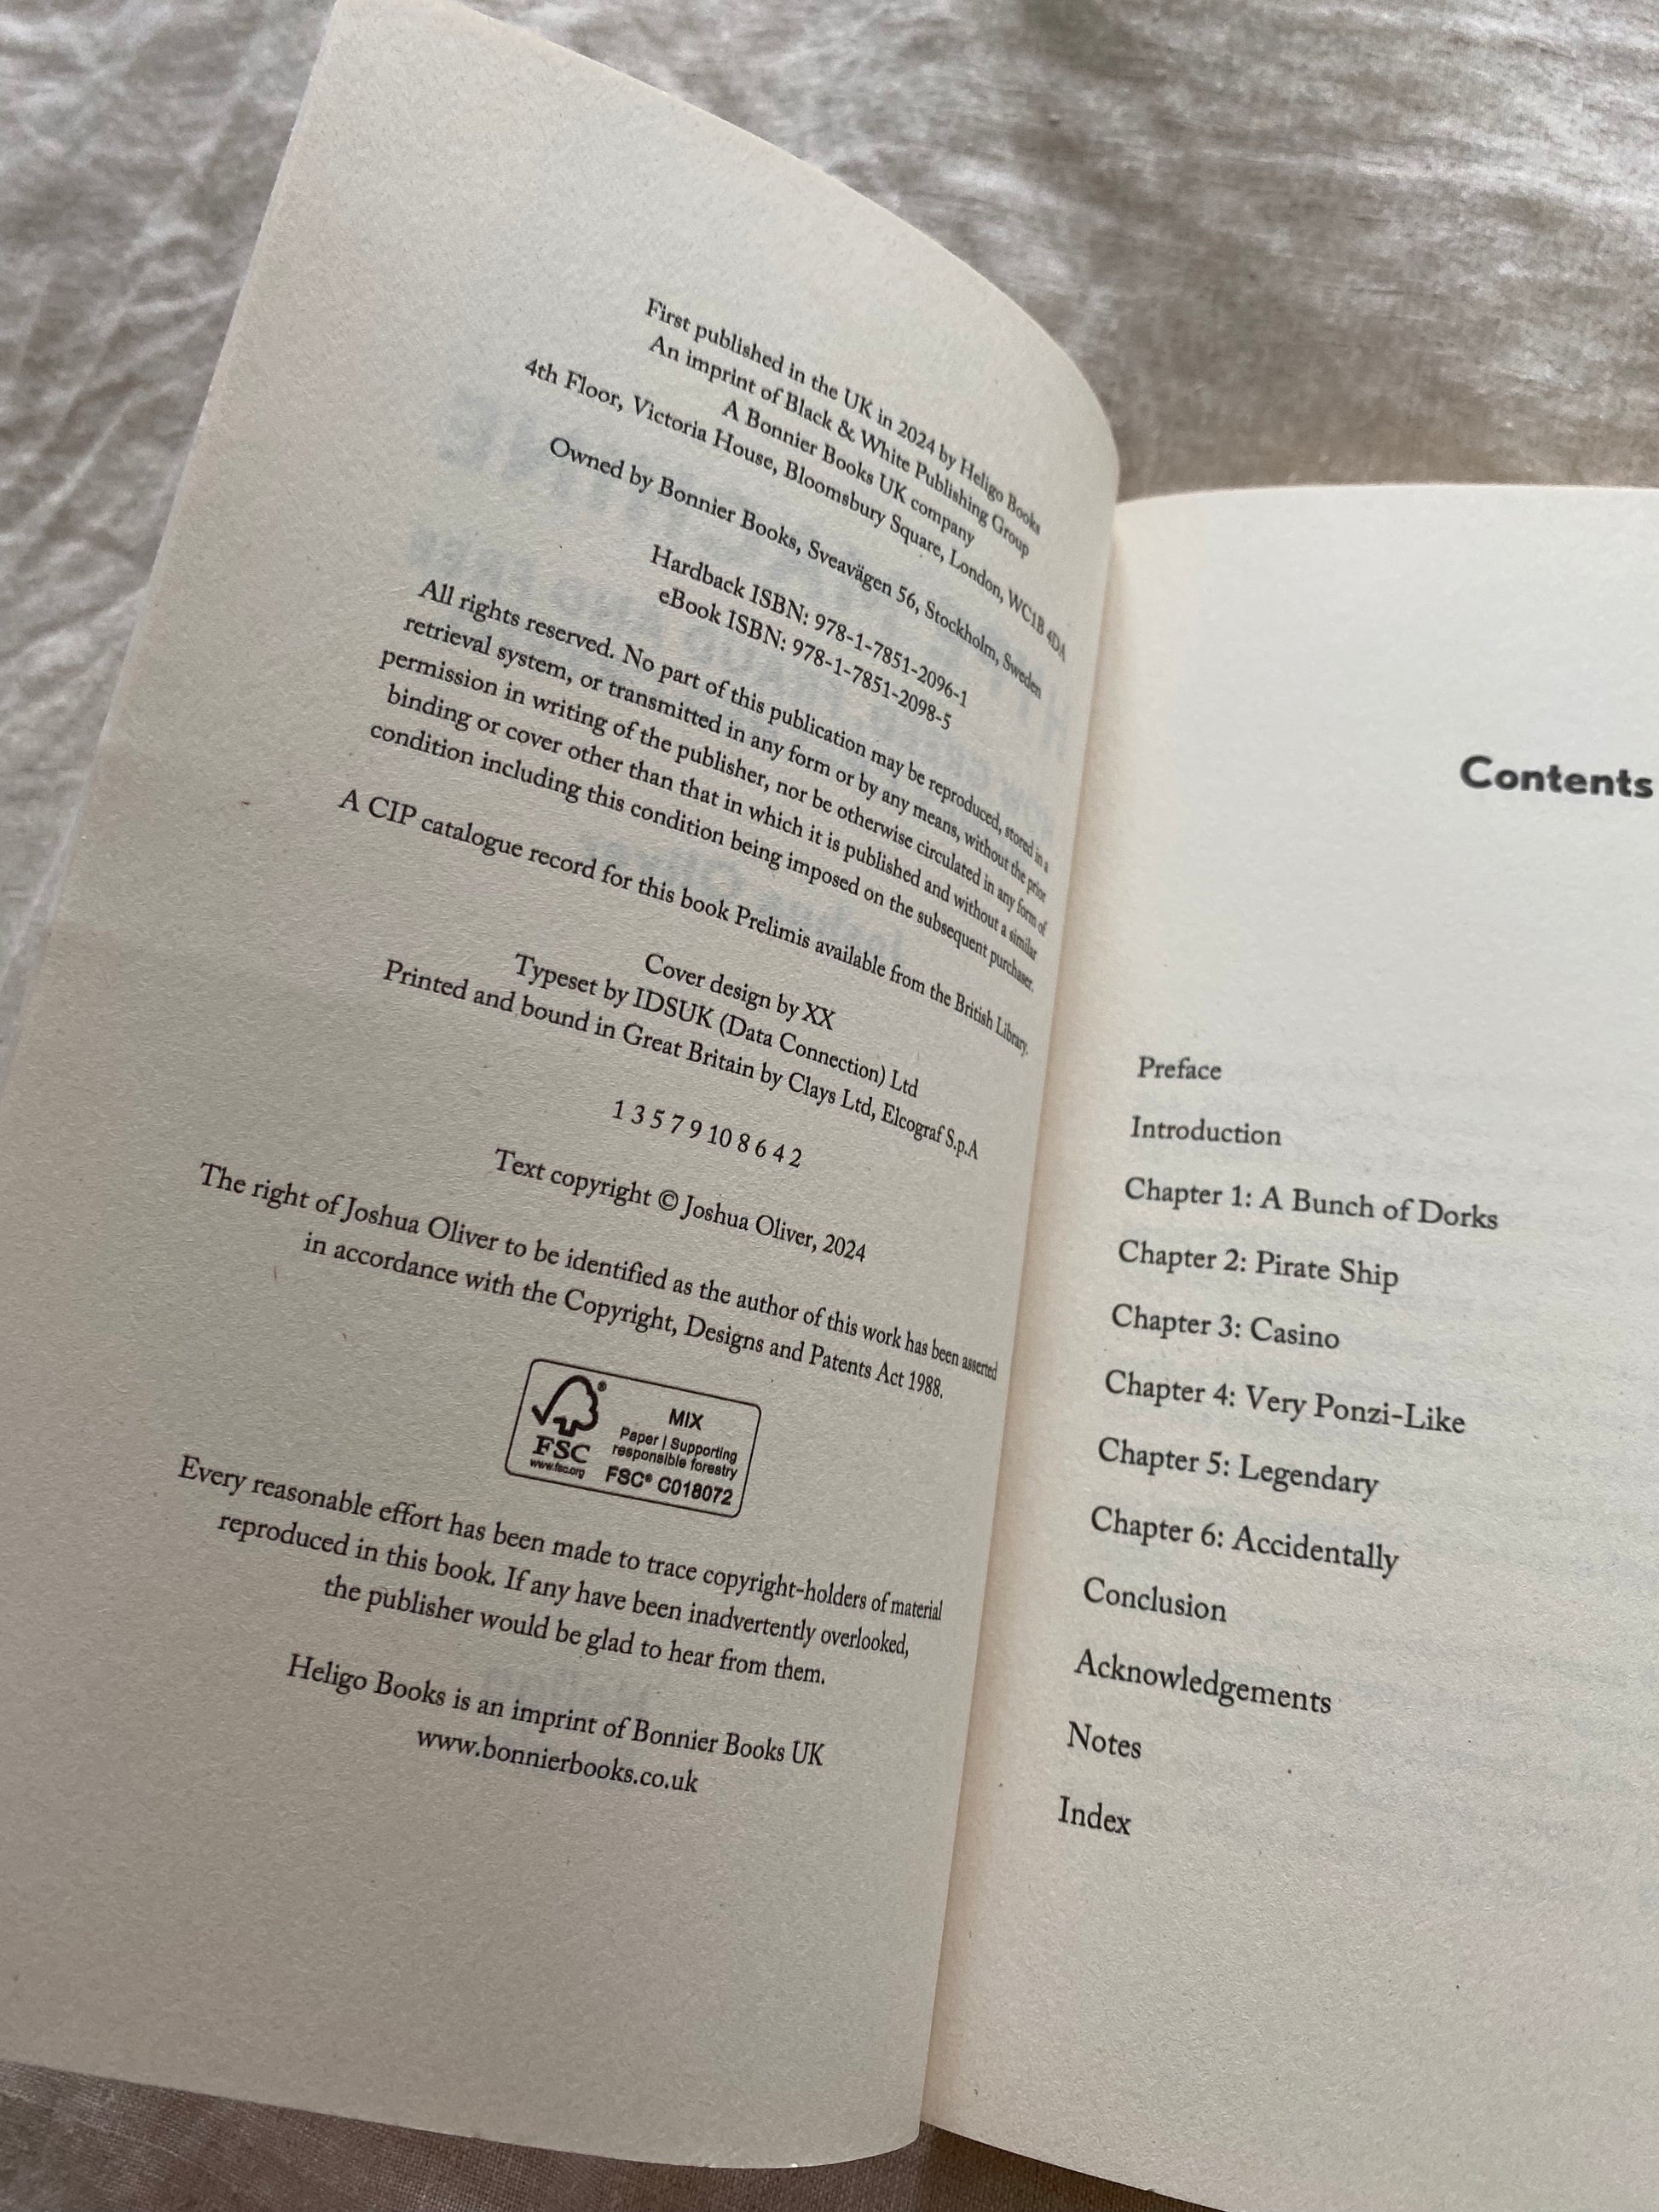 First published in the UK in 2024 by Heligo Books
An imprint of Black & White Publishing Group
A Bonnier Books UK company
4th Floor, Victoria House, Bloomsbury Square, London, WC1B 4DA
Owned by Bonnier Books, Sveavägen 56, Stockholm, Sweden
Hardback ISBN: 978-1-7851-2096-1
eBook ISBN: 978-1-7851-2098-5
All rights reserved. No part of this publication may be reproduced, stored in a
retrieval system, or transmitted in any form or by any means, without the prior
permission in writing of the publisher, nor be otherwise circulated in any form of
binding or cover other than that in which it is published and without a similar
condition including this condition being imposed on the subsequent purchaser.
A CIP catalogue record for this book Prelimis available from the British Library.
Cover design by XX
Typeset by IDSUK (Data Connection) Ltd
Printed and bound in Great Britain by Clays Ltd, Elcograf S.p.A
1 3 5 7 9 10 8 6 4 2
Text copyright © Joshua Oliver, 2024
The right of Joshua Oliver to be identified as the author of this work has been asserted
in accordance with the Copyright, Designs and Patents Act 1988.
FSC
www.fsc.org
MIX
Paper | Supporting
responsible forestry
FSC® C018072
Every reasonable effort has been made to trace copyright-holders of material
reproduced in this book. If any have been inadvertently overlooked,
the publisher would be glad to hear from them.
Heligo Books is an imprint of Bonnier Books UK
www.bonnierbooks.co.uk
Contents
Preface
Introduction
Chapter 1: A Bunch of Dorks
Chapter 2: Pirate Ship
Chapter 3: Casino
Chapter 4: Very Ponzi-Like
Chapter 5: Legendary
Chapter 6: Accidentally
Conclusion
Acknowledgements
Notes
Index